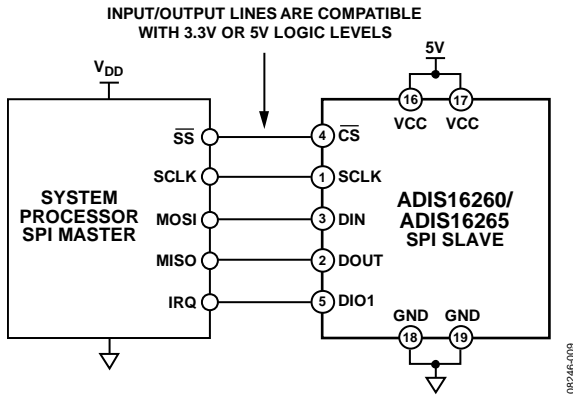 INPUT/OUTPUT LINES ARE COMPATIBLE
WITH 3.3V OR 5V LOGIC LEVELS
VDD
5V
16
17
VCC
VCC
SS
4
CS
SCLK
1
SCLK
SYSTEM
PROCESSOR
SPI MASTER
MOSI
3
DIN
ADIS16260/
ADIS16265
SPI SLAVE
MISO
2
DOUT
IRQ
5
DIO1
GND
GND
18
19
08246-009